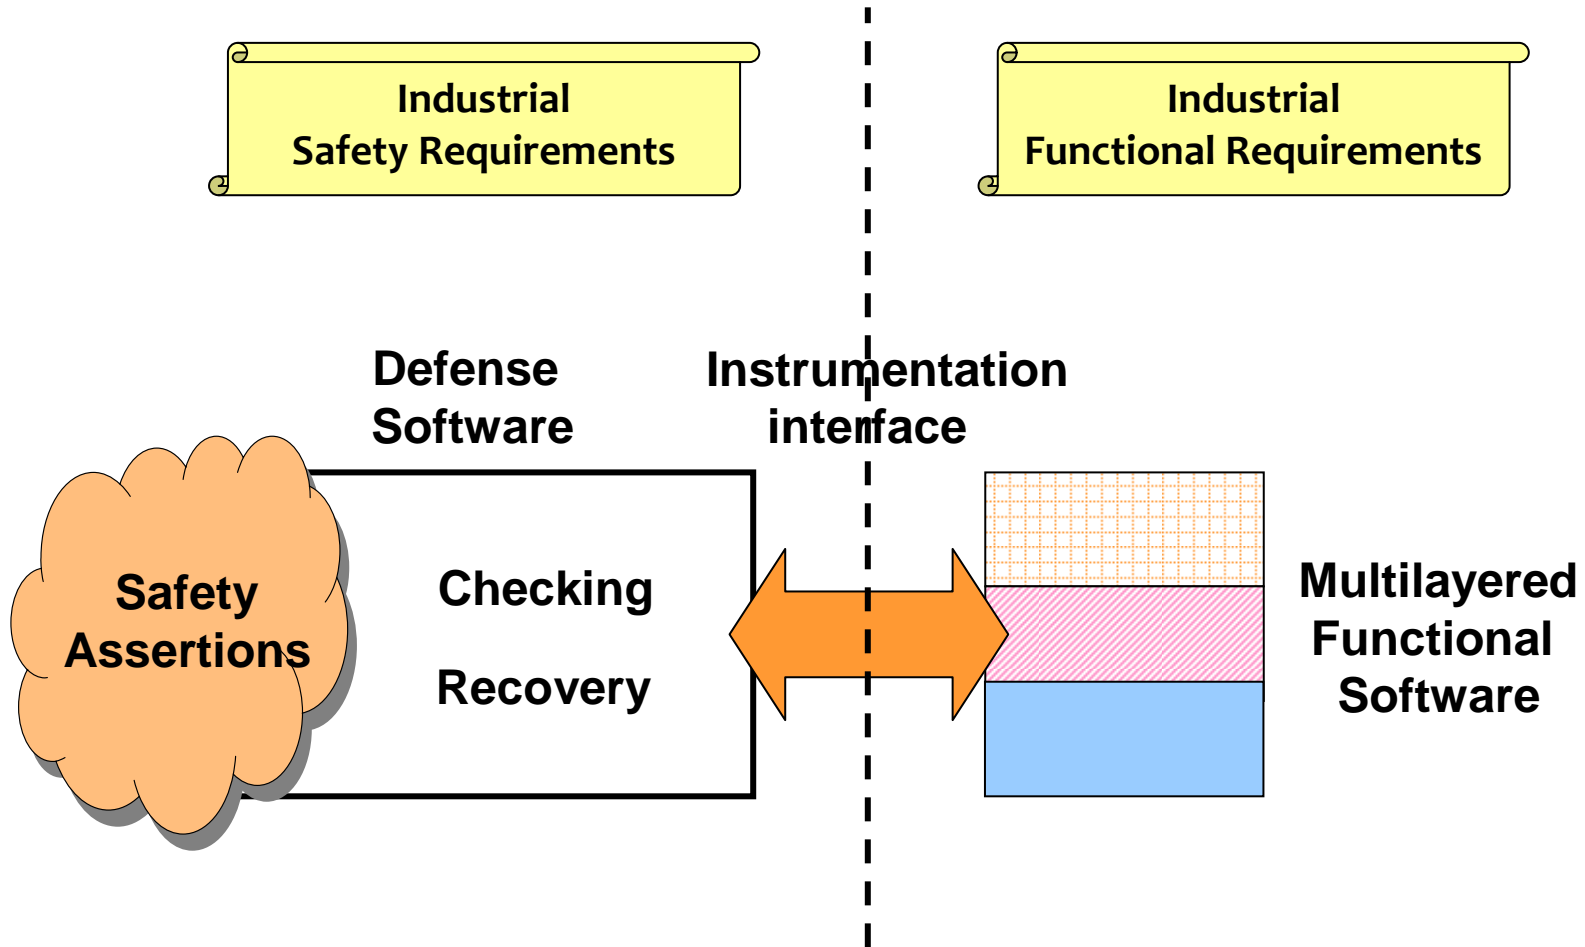 Industrial
Safety Requirements
Industrial
Functional Requirements
Defense
Software
Instrumentation
interface
Safety
Assertions
Checking
Recovery
Multilayered
Functional
Software